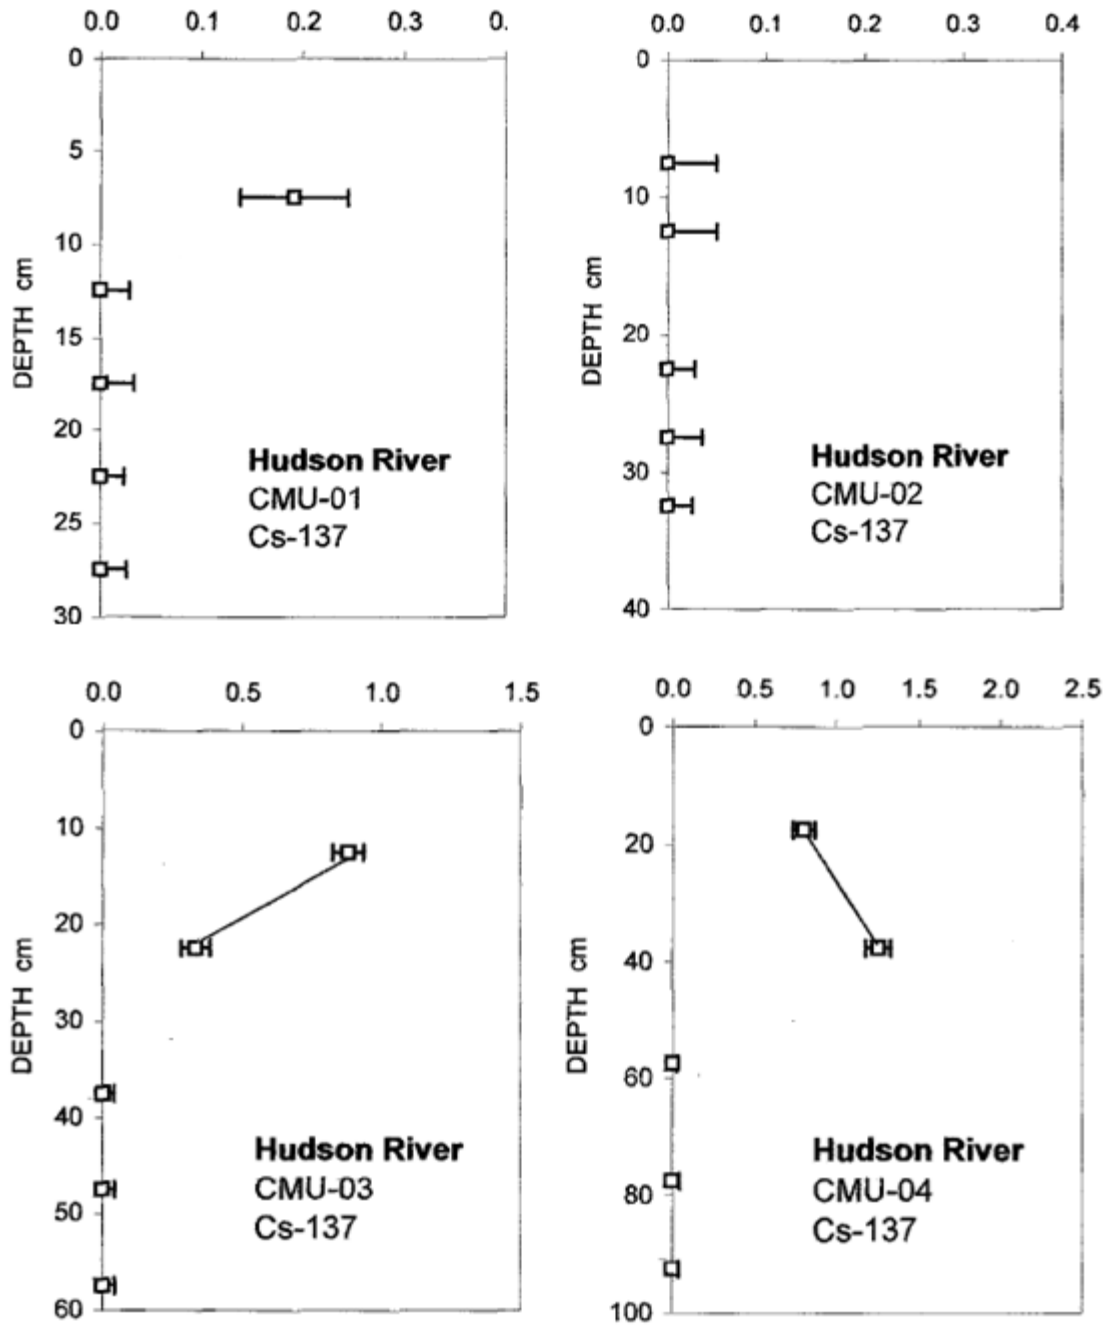 0.0 0.1 0.2 0.3 0.
0
5
10
15
20
25
30
DEPTH cm
Hudson River
CMU-01
Cs-137
0.0 0.1 0.2 0.3 0.4
0
10
20
30
40
DEPTH cm
Hudson River
CMU-02
Cs-137
0.0 0.5 1.0 1.5
0
10
20
30
40
50
60
DEPTH cm
Hudson River
CMU-03
Cs-137
0.0 0.5 1.0 1.5 2.0 2.5
0
20
40
60
80
100
DEPTH cm
Hudson River
CMU-04
Cs-137